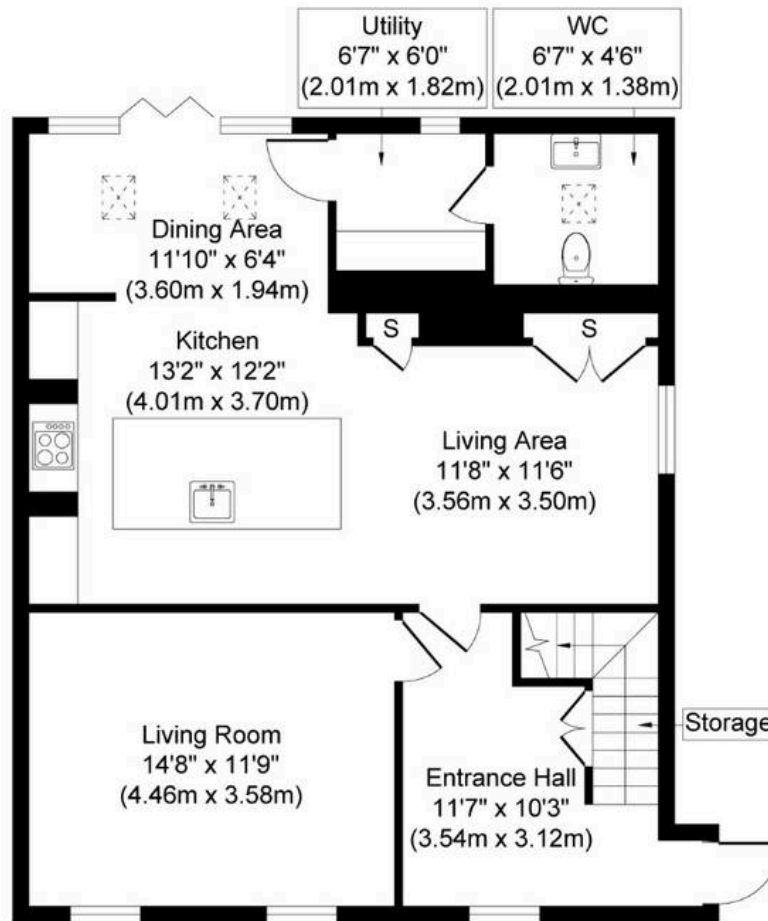 Utility
6'7" x 6'0"
(2.01m x 1.82m)
WC
6'7" x 4'6"
(2.01m x 1.38m)
Dining Area
11'10" x 6'4"
(3.60m x 1.94m)
S
S
Kitchen
13'2" x 12'2"
(4.01m x 3.70m)
Living Area
11'8" x 11'6"
(3.56m x 3.50m)
Living Room
14'8" x 11'9"
(4.46m x 3.58m)
Storage
Entrance Hall
11'7" x 10'3"
(3.54m x 3.12m)